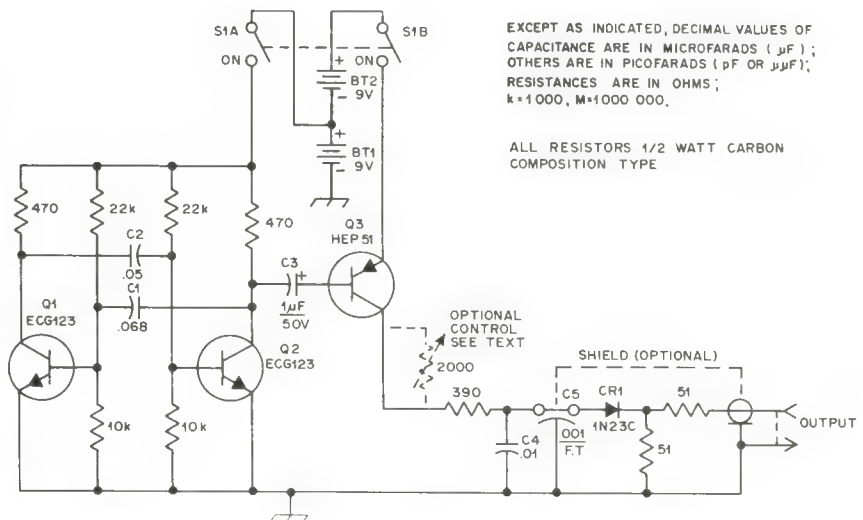 S1A
S1B
ON
ON
+
BT2
9V
-
+
BT1
9V
-
EXCEPT AS INDICATED, DECIMAL VALUES OF
CAPACITANCE ARE IN MICROFARADS ( µF ) ;
OTHERS ARE IN PICOFARADS ( pF OR µµF);
RESISTANCES ARE IN OHMS ;
k=1000, M=1000 000.
ALL RESISTORS 1/2 WATT CARBON
COMPOSITION TYPE
470
22k
22k
470
C2
.05
C1
.068
C3
+
1µF
50V
Q3
HEP51
Q1
ECG123
Q2
ECG123
OPTIONAL
CONTROL
SEE TEXT
2000
SHIELD (OPTIONAL)
10k
10k
390
C4
.01
C5
.001
F.T
CR1
1N23C
51
51
OUTPUT